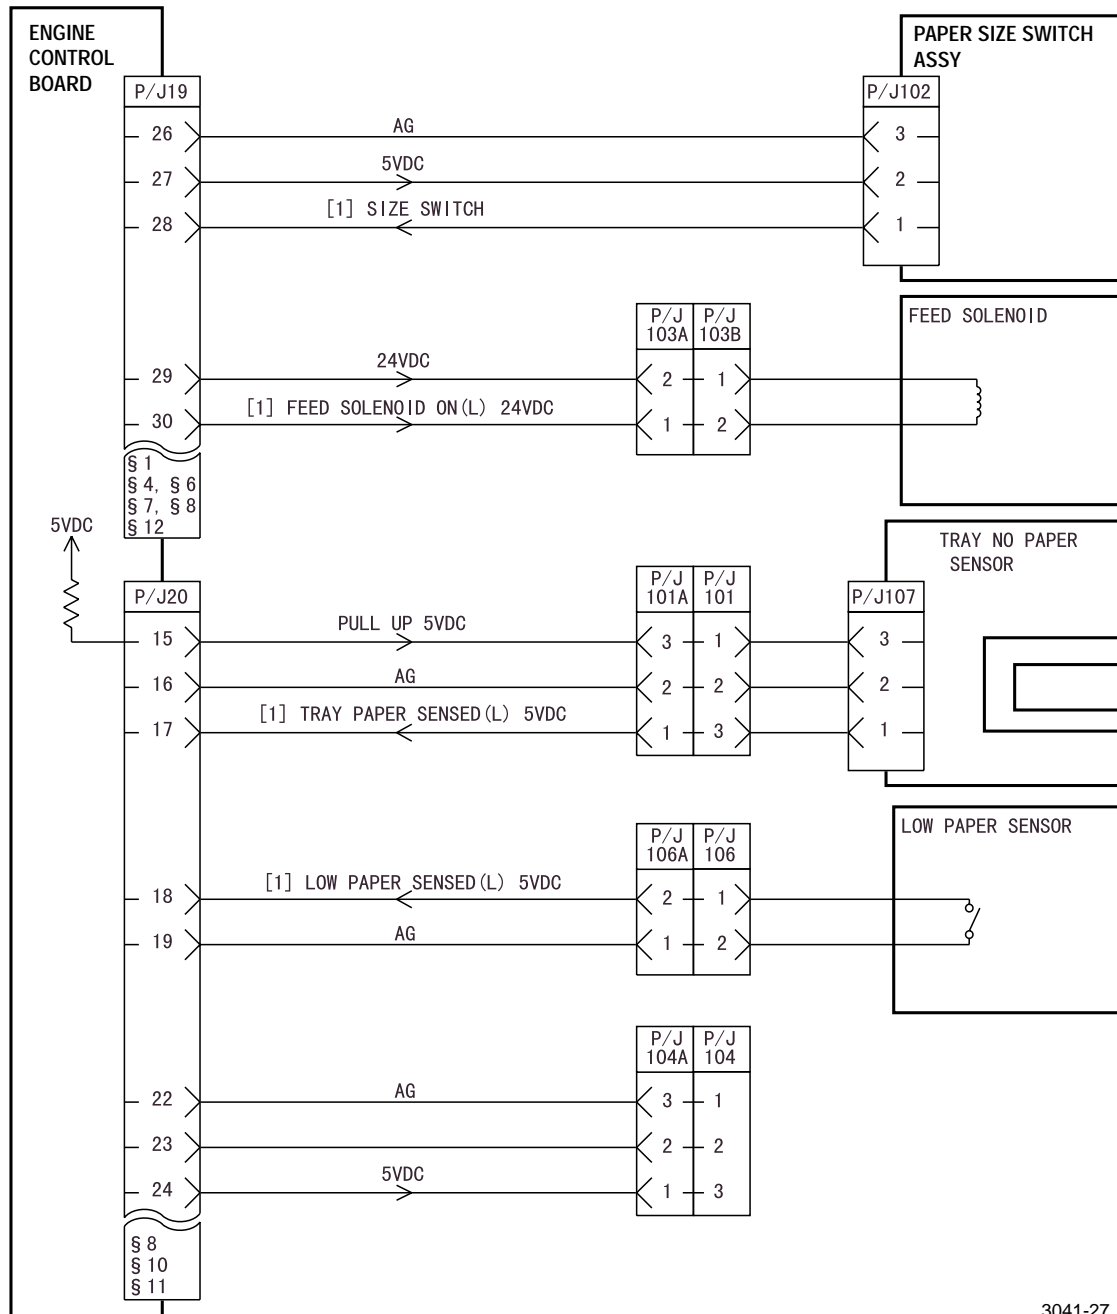 ENGINE
CONTROL
BOARD
PAPER SIZE SWITCH
ASSY
P/J19
P/J102
26 AG 3
27 5VDC 2
28 [1] SIZE SWITCH 1
P/J 103A
P/J 103B
FEED SOLENOID
29 24VDC 2 1
30 [1] FEED SOLENOID ON(L) 24VDC 1 2
§ 1
§ 4, § 6
§ 7, § 8
§ 12
5VDC
TRAY NO PAPER
SENSOR
P/J20
P/J 101A
P/J 101
P/J107
15 PULL UP 5VDC 3 1 3
16 AG 2 2 2
17 [1] TRAY PAPER SENSED(L) 5VDC 1 3 1
P/J 106A
P/J 106
LOW PAPER SENSOR
18 [1] LOW PAPER SENSED(L) 5VDC 2 1
19 AG 1 2
P/J 104A
P/J 104
22 AG 3 1
23 2 2
24 5VDC 1 3
§ 8
§ 10
§ 11
3041-27